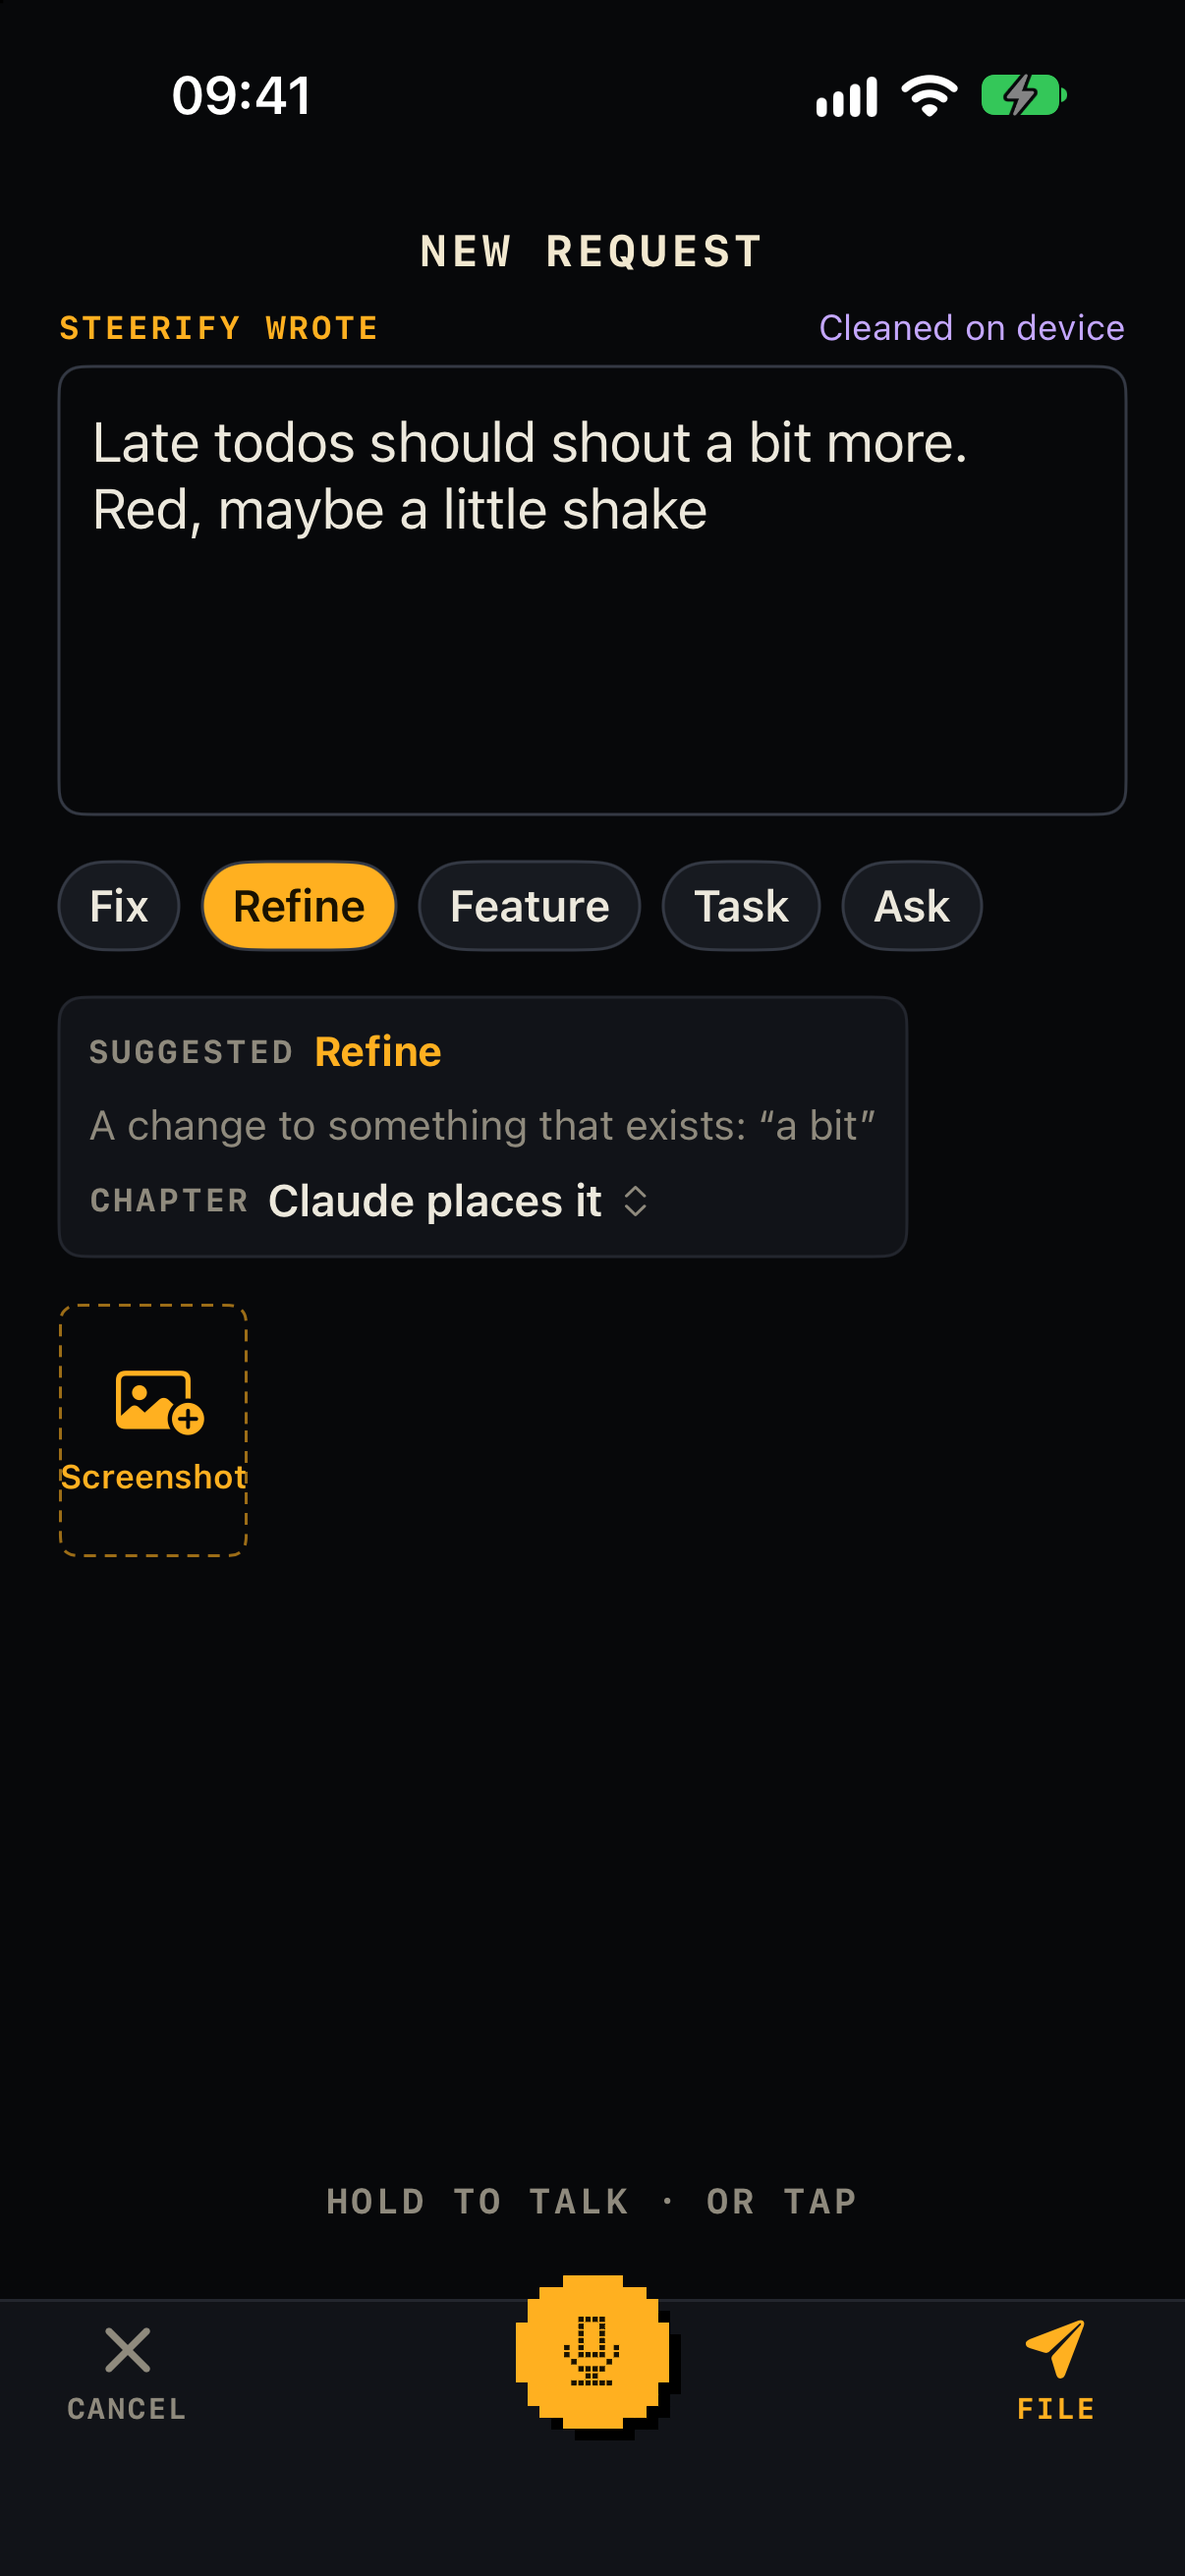 09:41
NEW REQUEST
STEERIFY WROTE
Cleaned on device
Late todos should shout a bit more.
Red, maybe a little shake
Fix
Refine
Feature
Task
Ask
SUGGESTED Refine
A change to something that exists: “a bit”
CHAPTER Claude places it
Screenshot
HOLD TO TALK · OR TAP
CANCEL
FILE